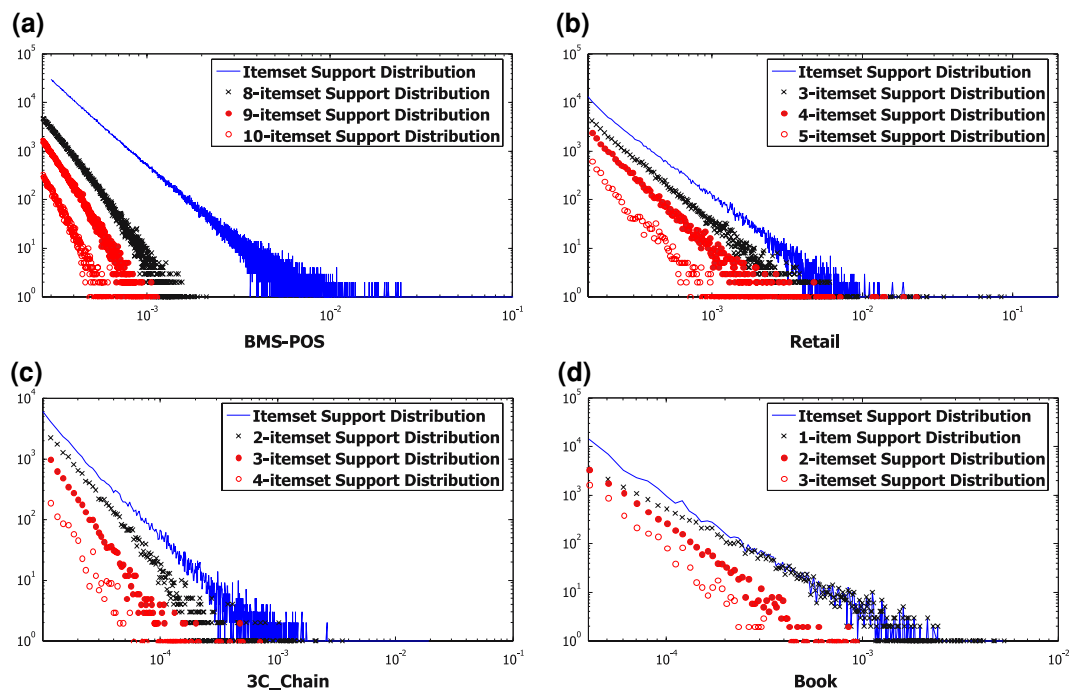 (a)
10^5
10^4
10^3
10^2
10^1
10^0
Itemset Support Distribution
8-itemset Support Distribution
9-itemset Support Distribution
10-itemset Support Distribution
10^-3
10^-2
10^-1
BMS-POS
(b)
10^5
10^4
10^3
10^2
10^1
10^0
Itemset Support Distribution
3-itemset Support Distribution
4-itemset Support Distribution
5-itemset Support Distribution
10^-3
10^-2
10^-1
Retail
(c)
10^4
10^3
10^2
10^1
10^0
Itemset Support Distribution
2-itemset Support Distribution
3-itemset Support Distribution
4-itemset Support Distribution
10^-4
10^-3
10^-2
10^-1
3C_Chain
(d)
10^5
10^4
10^3
10^2
10^1
10^0
Itemset Support Distribution
1-item Support Distribution
2-itemset Support Distribution
3-itemset Support Distribution
10^-4
10^-3
10^-2
Book